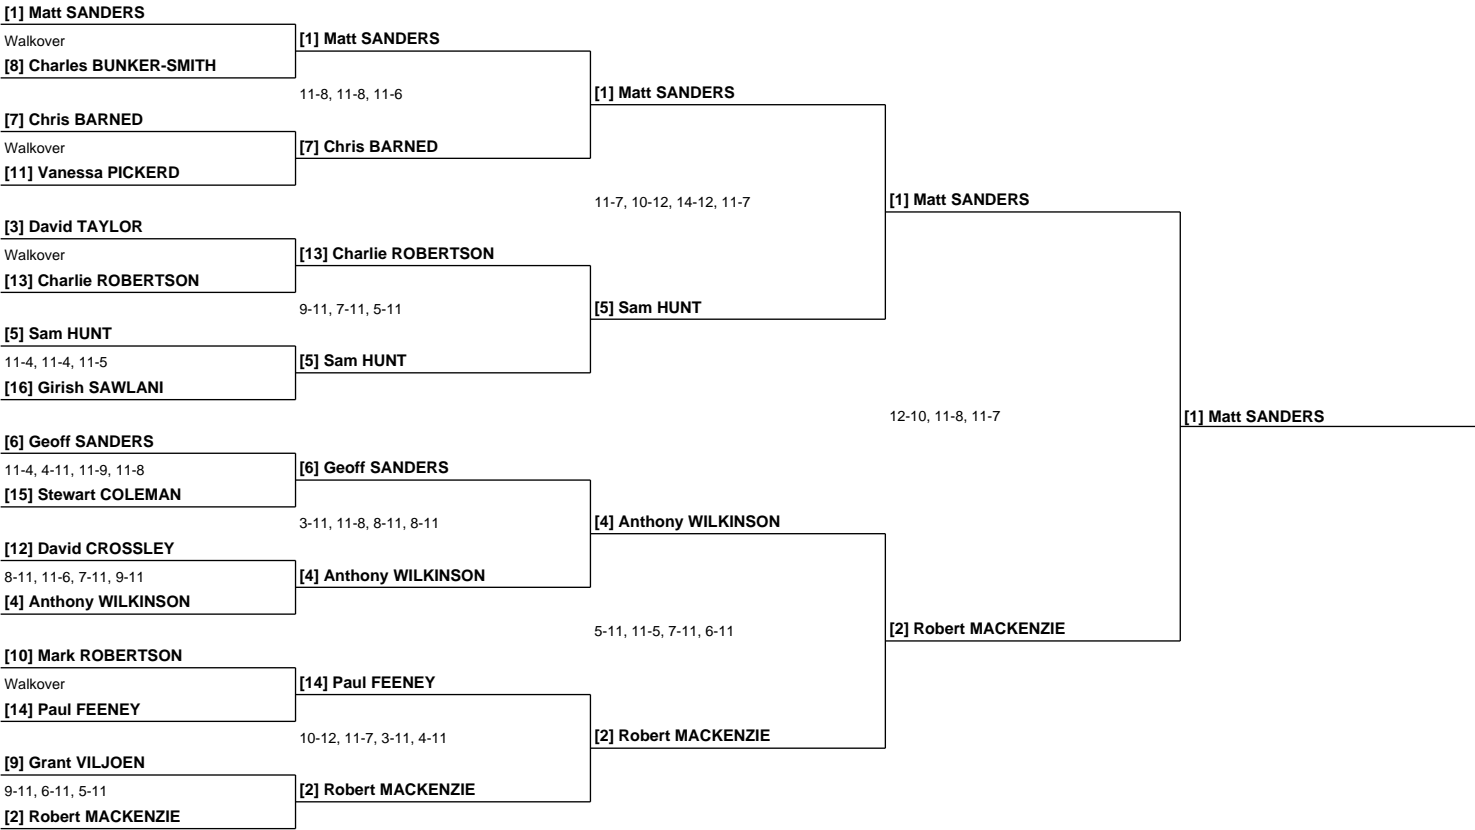 [1] Matt SANDERS
Walkover
[8] Charles BUNKER-SMITH
[7] Chris BARNED
Walkover
[11] Vanessa PICKERD
[3] David TAYLOR
Walkover
[13] Charlie ROBERTSON
[5] Sam HUNT
11-4, 11-4, 11-5
[16] Girish SAWLANI
[6] Geoff SANDERS
11-4, 4-11, 11-9, 11-8
[15] Stewart COLEMAN
[12] David CROSSLEY
8-11, 11-6, 7-11, 9-11
[4] Anthony WILKINSON
[10] Mark ROBERTSON
Walkover
[14] Paul FEENEY
[9] Grant VILJOEN
9-11, 6-11, 5-11
[2] Robert MACKENZIE
[1] Matt SANDERS
11-8, 11-8, 11-6
[7] Chris BARNED
[13] Charlie ROBERTSON
9-11, 7-11, 5-11
[5] Sam HUNT
[6] Geoff SANDERS
3-11, 11-8, 8-11, 8-11
[4] Anthony WILKINSON
[14] Paul FEENEY
10-12, 11-7, 3-11, 4-11
[2] Robert MACKENZIE
[1] Matt SANDERS
11-7, 10-12, 14-12, 11-7
[5] Sam HUNT
[4] Anthony WILKINSON
5-11, 11-5, 7-11, 6-11
[2] Robert MACKENZIE
[1] Matt SANDERS
12-10, 11-8, 11-7
[2] Robert MACKENZIE
[1] Matt SANDERS